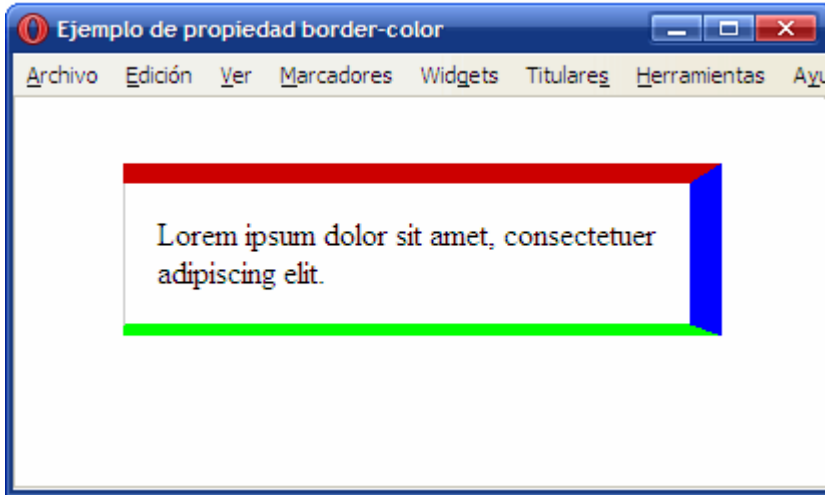 Ejemplo de propiedad border-color
Archivo Edición Ver Marcadores Widgets Titulares Herramientas Ayu
Lorem ipsum dolor sit amet, consectetuer
adipiscing elit.